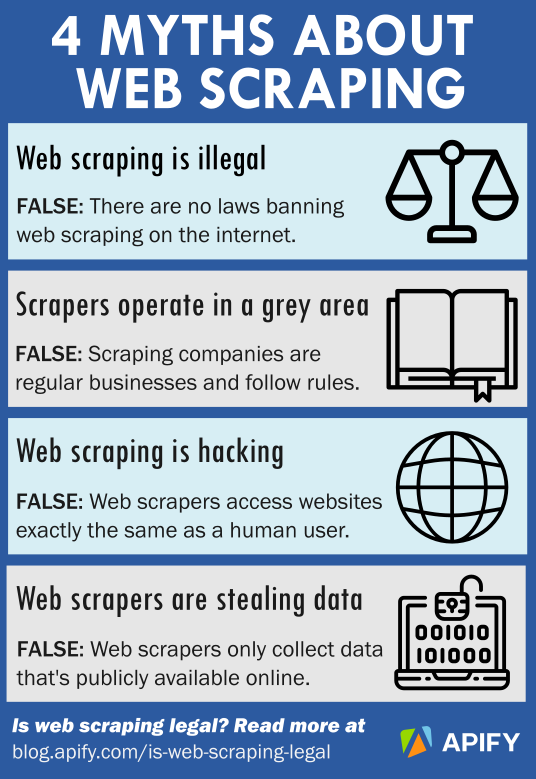 4 MYTHS ABOUT
WEB SCRAPING
Web scraping is illegal
FALSE: There are no laws banning
web scraping on the internet.
Scrapers operate in a grey area
FALSE: Scraping companies are
regular businesses and follow rules.
Web scraping is hacking
FALSE: Web scrapers access websites
exactly the same as a human user.
Web scrapers are stealing data
FALSE: Web scrapers only collect data
that's publicly available online.
001010
101000
Is web scraping legal? Read more at
blog.apify.com/is-web-scraping-legal
APIFY